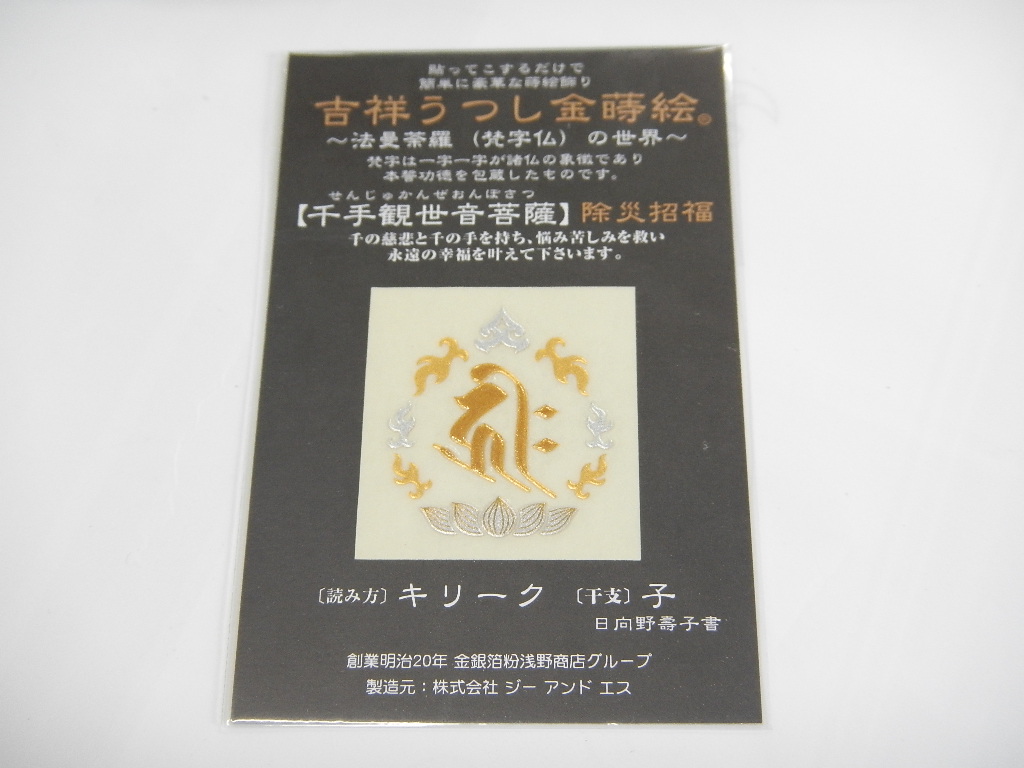 貼ってこするだけで
簡単に豪華な蒔絵飾り
吉祥うつし金蒔絵®
～法曼荼羅（梵字仏）の世界～
梵字は一字一字が諸仏の象徴であり
本誓功徳を包蔵したものです。
せんじゅかんぜおんぼさつ
【千手観世音菩薩】除災招福
千の慈悲と千の手を持ち、悩み苦しみを救い
永遠の幸福を叶えて下さいます。
〔読み方〕キリーク 〔干支〕子
日向野壽子書
創業明治20年 金銀箔粉浅野商店グループ
製造元：株式会社 ジー アンド エス